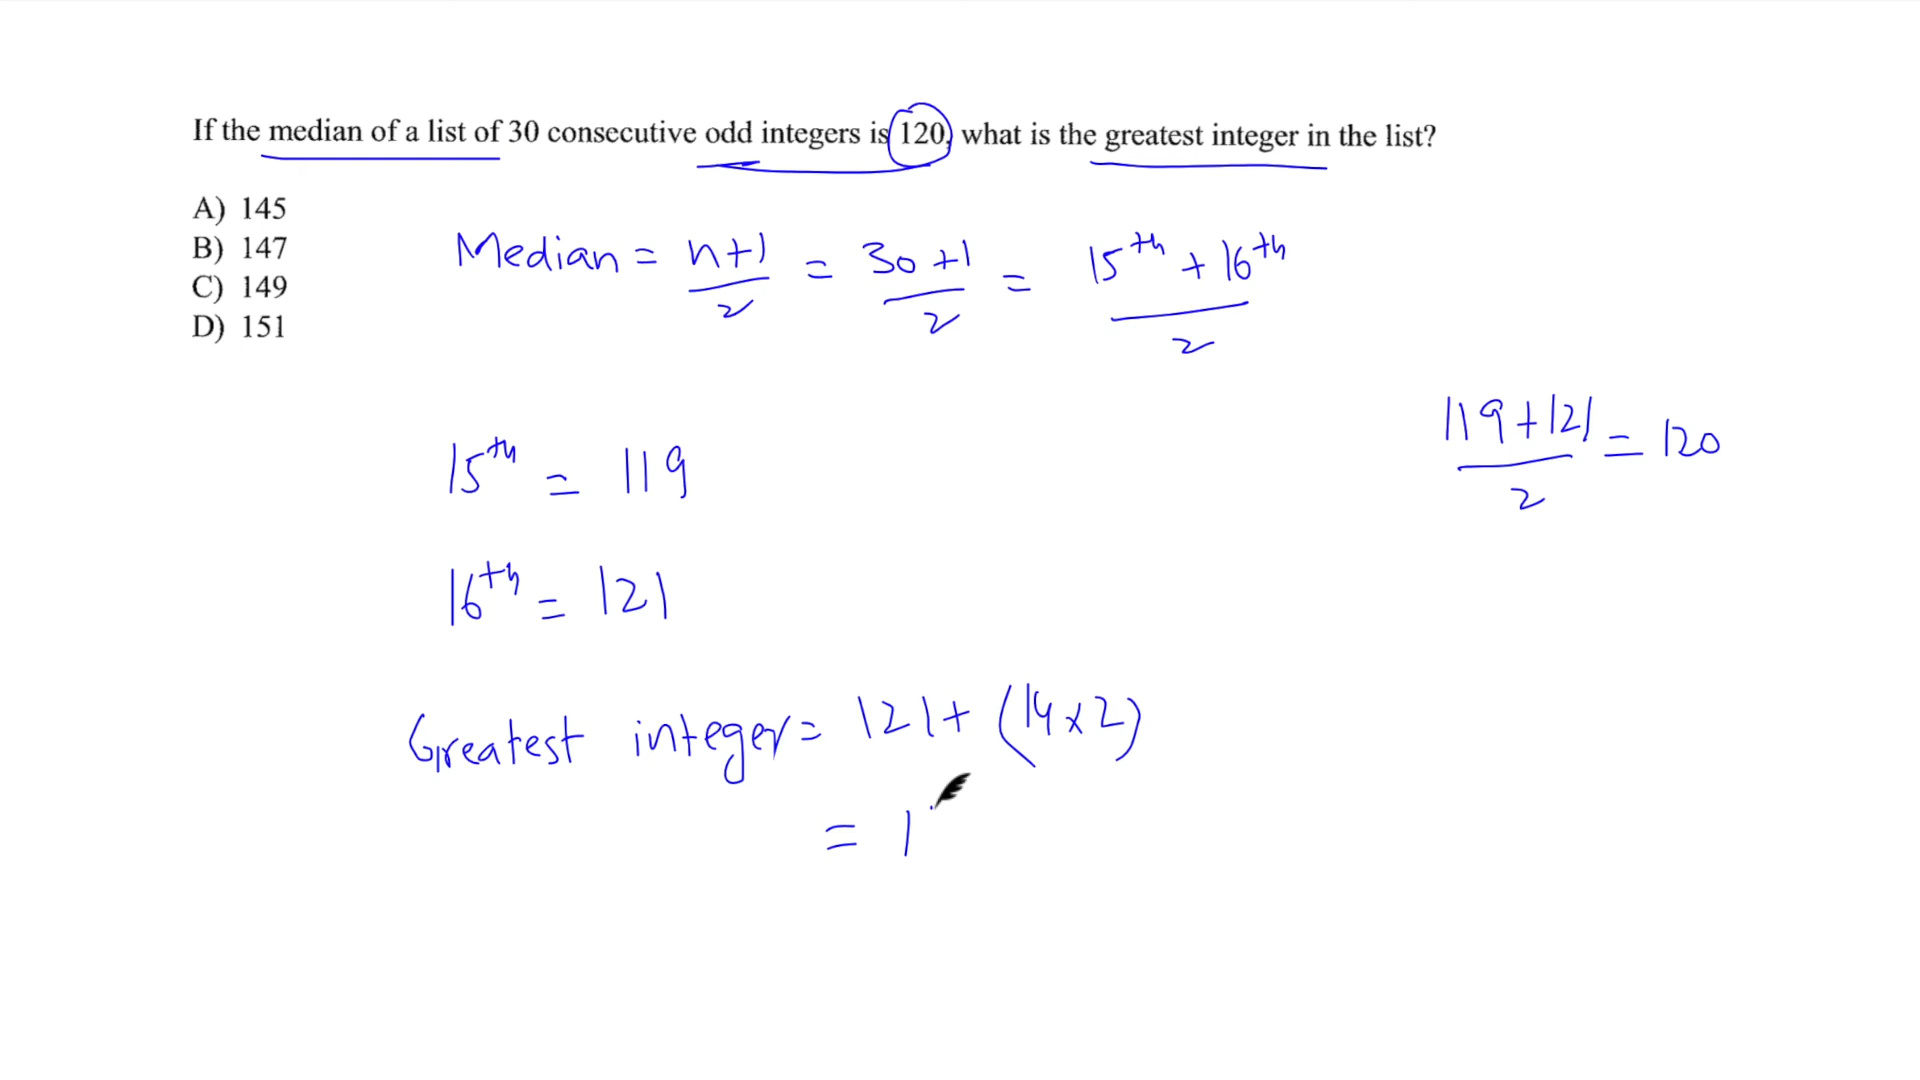 If the median of a list of 30 consecutive odd integers is 120, what is the greatest integer in the list?
A) 145
B) 147
C) 149
D) 151
Median = n+1/2 = 30+1/2 = 15th + 16th/2
119+121/2 = 120
15th = 119
16th = 121
Greatest integer = 121+ (14x2)
= 1